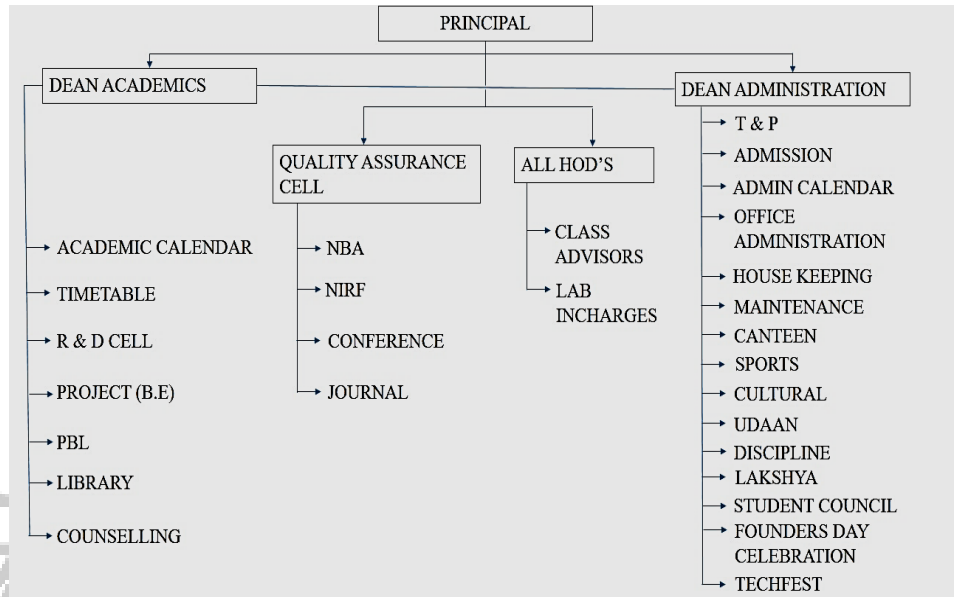 PRINCIPAL
DEAN ACADEMICS
DEAN ADMINISTRATION
QUALITY ASSURANCE
CELL
ALL HOD'S
ACADEMIC CALENDAR
TIMETABLE
R & D CELL
PROJECT (B.E)
PBL
LIBRARY
COUNSELLING
NBA
NIRF
CONFERENCE
JOURNAL
CLASS
ADVISORS
LAB
INCHARGES
T & P
ADMISSION
ADMIN CALENDAR
OFFICE
ADMINISTRATION
HOUSE KEEPING
MAINTENANCE
CANTEEN
SPORTS
CULTURAL
UDAAN
DISCIPLINE
LAKSHYA
STUDENT COUNCIL
FOUNDERS DAY
CELEBRATION
TECHFEST